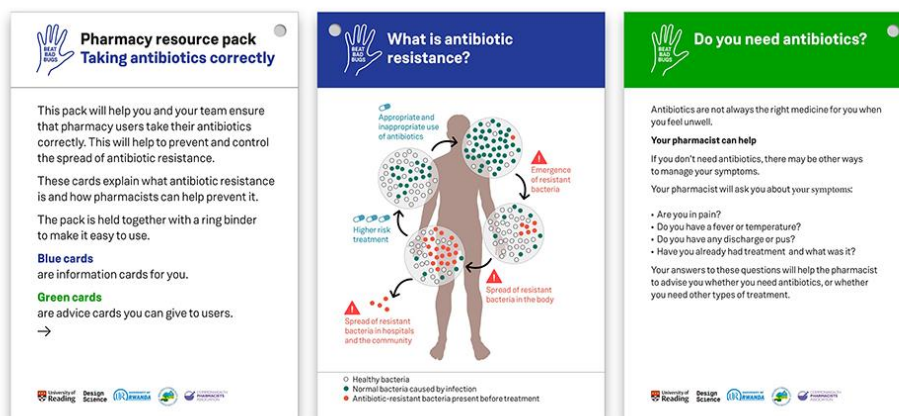 BEAT
BAD
BUGS
Pharmacy resource pack
Taking antibiotics correctly
This pack will help you and your team ensure
that pharmacy users take their antibiotics
correctly. This will help to prevent and control
the spread of antibiotic resistance.
These cards explain what antibiotic resistance
is and how pharmacists can help prevent it.
The pack is held together with a ring binder
to make it easy to use.
Blue cards
are information cards for you.
Green cards
are advice cards you can give to users.
→
University of
Reading
Design
Science
UNIVERSITY of
RWANDA
COMMONWEALTH
PHARMACISTS
ASSOCIATION
BEAT
BAD
BUGS
What is antibiotic
resistance?
Appropriate and
inappropriate use
of antibiotics
Emergence
of resistant
bacteria
Higher risk
treatment
Spread of resistant
bacteria in the body
Spread of resistant
bacteria in hospitals
and the community
Healthy bacteria
Normal bacteria caused by infection
Antibiotic-resistant bacteria present before treatment
BEAT
BAD
BUGS
Do you need antibiotics?
Antibiotics are not always the right medicine for you when
you feel unwell.
Your pharmacist can help
If you don't need antibiotics, there may be other ways
to manage your symptoms.
Your pharmacist will ask you about your symptoms:
• Are you in pain?
• Do you have a fever or temperature?
• Do you have any discharge or pus?
• Have you already had treatment and what was it?
Your answers to these questions will help the pharmacist
to advise you whether you need antibiotics, or whether
you need other types of treatment.
University of
Reading
Design
Science
UNIVERSITY of
RWANDA
COMMONWEALTH
PHARMACISTS
ASSOCIATION